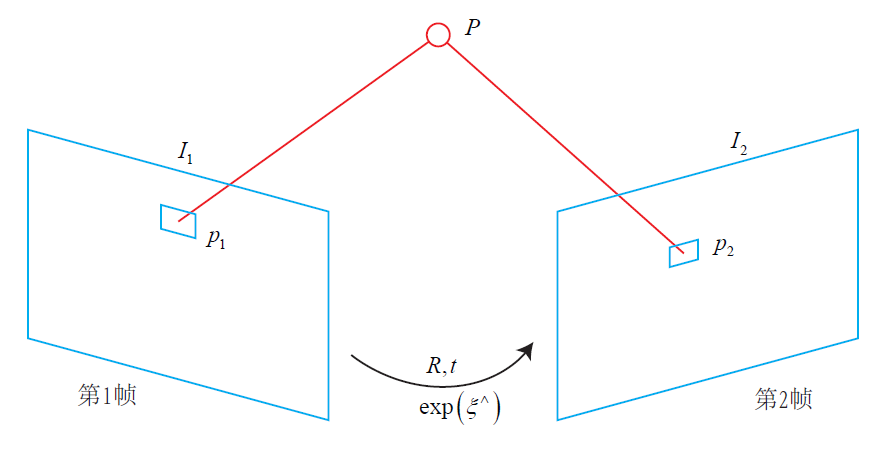 P
I₁
I₂
p₁
p₂
R,t
exp(ξ^)
第1帧
第2帧